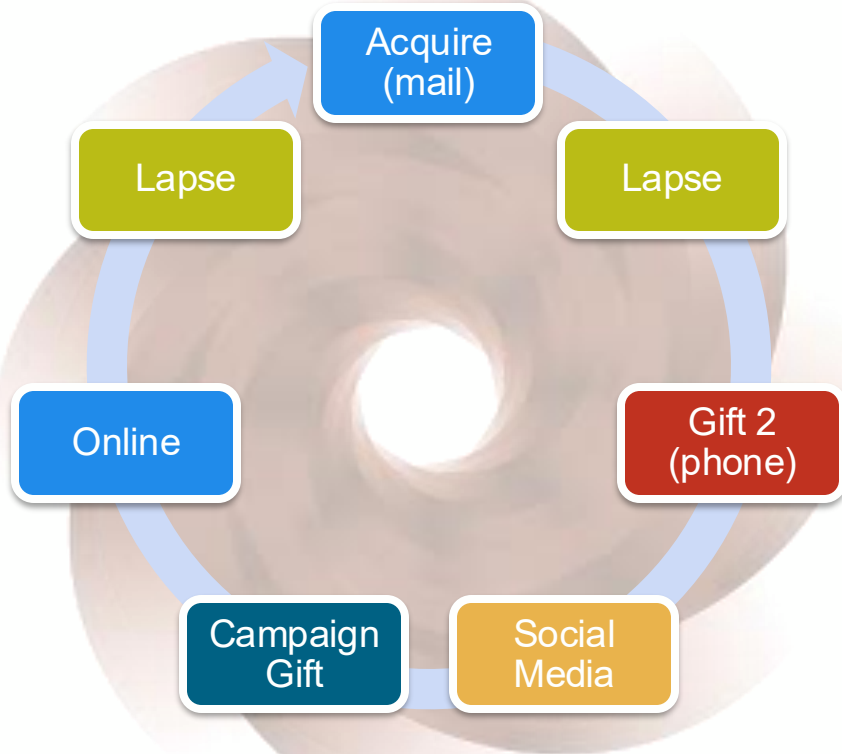 Acquire
(mail)
Lapse
Lapse
Gift 2
(phone)
Social
Media
Campaign
Gift
Online